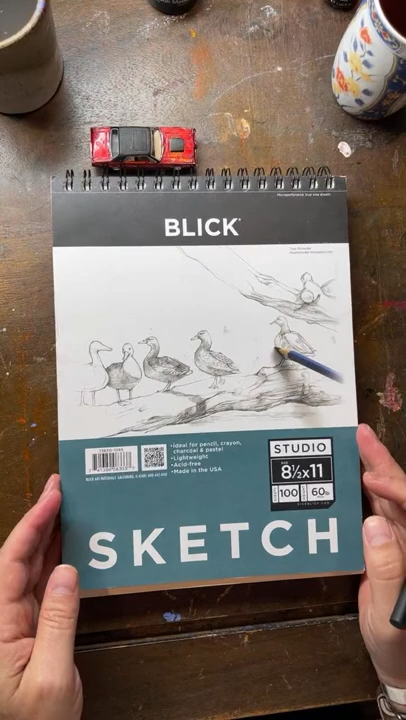 BLICK
•Ideal for pencil, crayon,
charcoal & pastel
•Lightweight
•Acid-free
•Made in the USA
STUDIO
8½x11
100
60lb
SKETCH